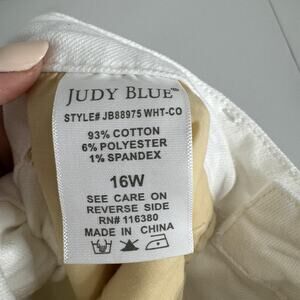 JUDY BLUE™
STYLE# JB88975 WHT-CO
93% COTTON
6% POLYESTER
1% SPANDEX
16W
SEE CARE ON
REVERSE SIDE
RN# 116380
MADE IN CHINA